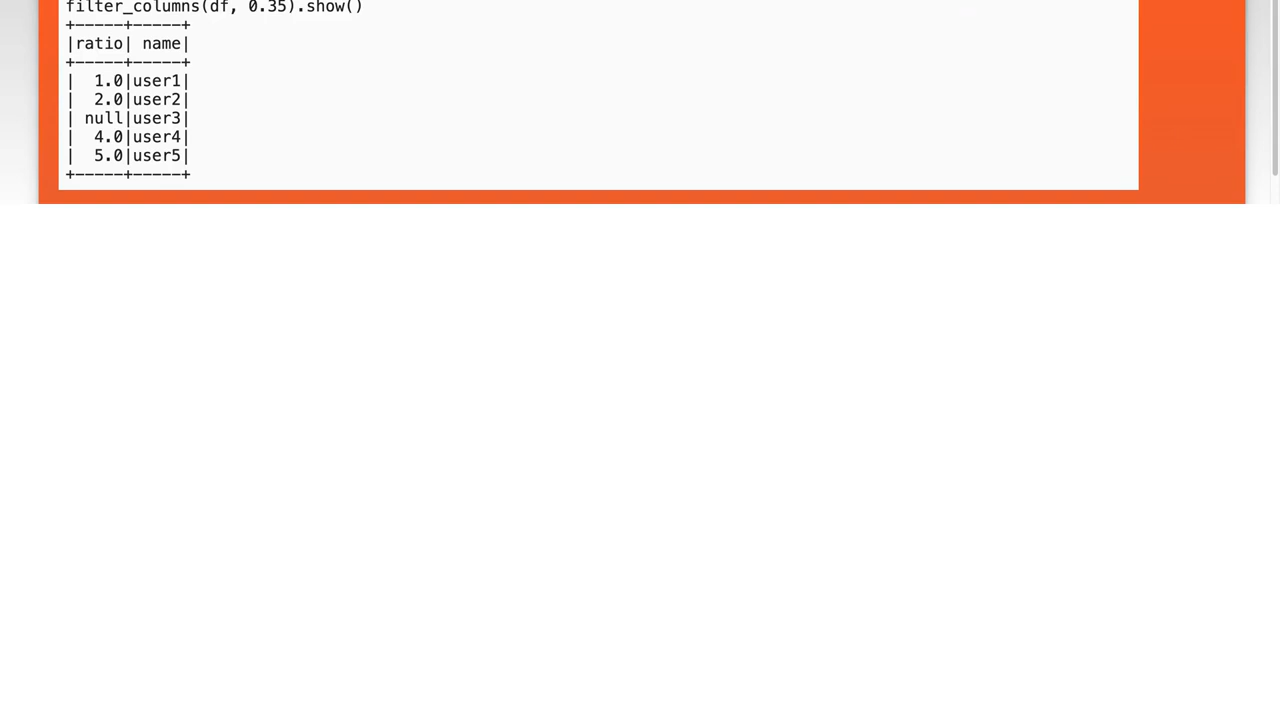 filter_columns(df, 0.35).show()
+-----+-----+
|ratio| name|
+-----+-----+
|  1.0|user1|
|  2.0|user2|
| null|user3|
|  4.0|user4|
|  5.0|user5|
+-----+-----+